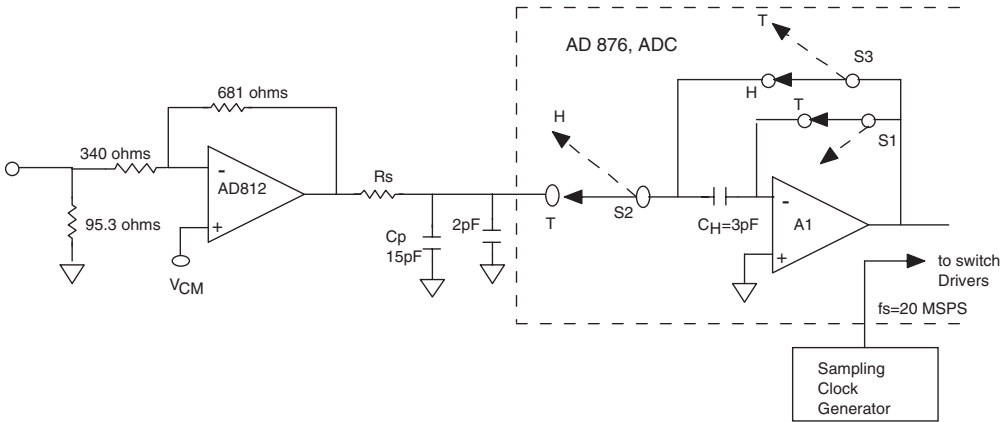 AD 876, ADC
T
S3
H
681 ohms
T
H
S1
340 ohms
-
AD812
Rs
-
95.3 ohms
+
T
S2
CH=3pF
A1
Cp
15pF
2pF
+
VCM
to switch
Drivers
fs=20 MSPS
Sampling
Clock
Generator